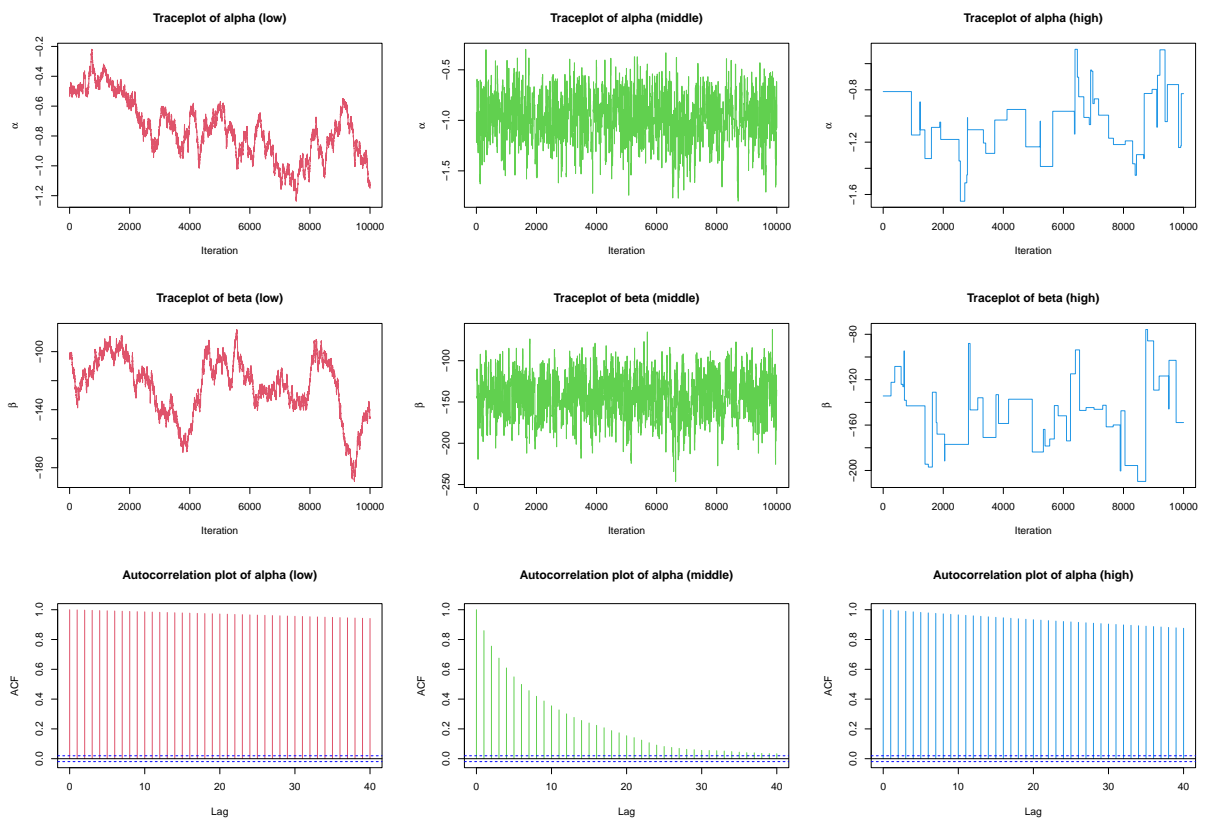 Traceplot of alpha (low)
α
−1.2 −1.0 −0.8 −0.6 −0.4 −0.2
0 2000 4000 6000 8000 10000
Iteration
Traceplot of alpha (middle)
α
−1.5 −1.0 −0.5
0 2000 4000 6000 8000 10000
Iteration
Traceplot of alpha (high)
α
−1.6 −1.2 −0.8
0 2000 4000 6000 8000 10000
Iteration
Traceplot of beta (low)
β
−180 −140 −100
0 2000 4000 6000 8000 10000
Iteration
Traceplot of beta (middle)
β
−250 −200 −150 −100
0 2000 4000 6000 8000 10000
Iteration
Traceplot of beta (high)
β
−200 −160 −120 −80
0 2000 4000 6000 8000 10000
Iteration
Autocorrelation plot of alpha (low)
ACF
0.0 0.2 0.4 0.6 0.8 1.0
0 10 20 30 40
Lag
Autocorrelation plot of alpha (middle)
ACF
0.0 0.2 0.4 0.6 0.8 1.0
0 10 20 30 40
Lag
Autocorrelation plot of alpha (high)
ACF
0.0 0.2 0.4 0.6 0.8 1.0
0 10 20 30 40
Lag